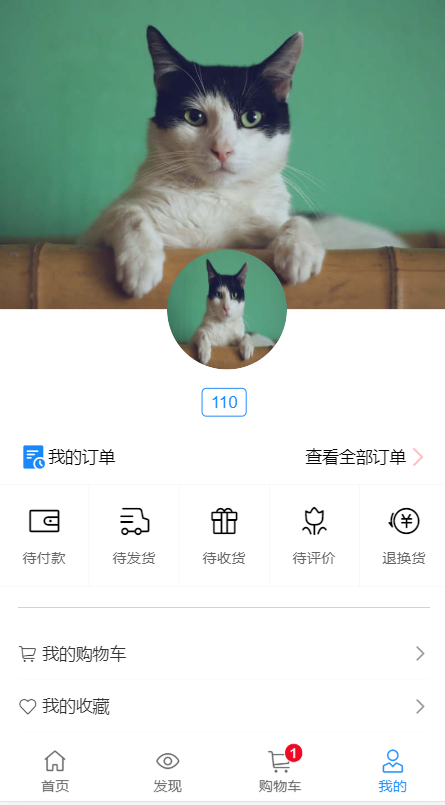 110
我的订单 查看全部订单
待付款 待发货 待收货 待评价 退换货
我的购物车
我的收藏
1
首页 发现 购物车 我的